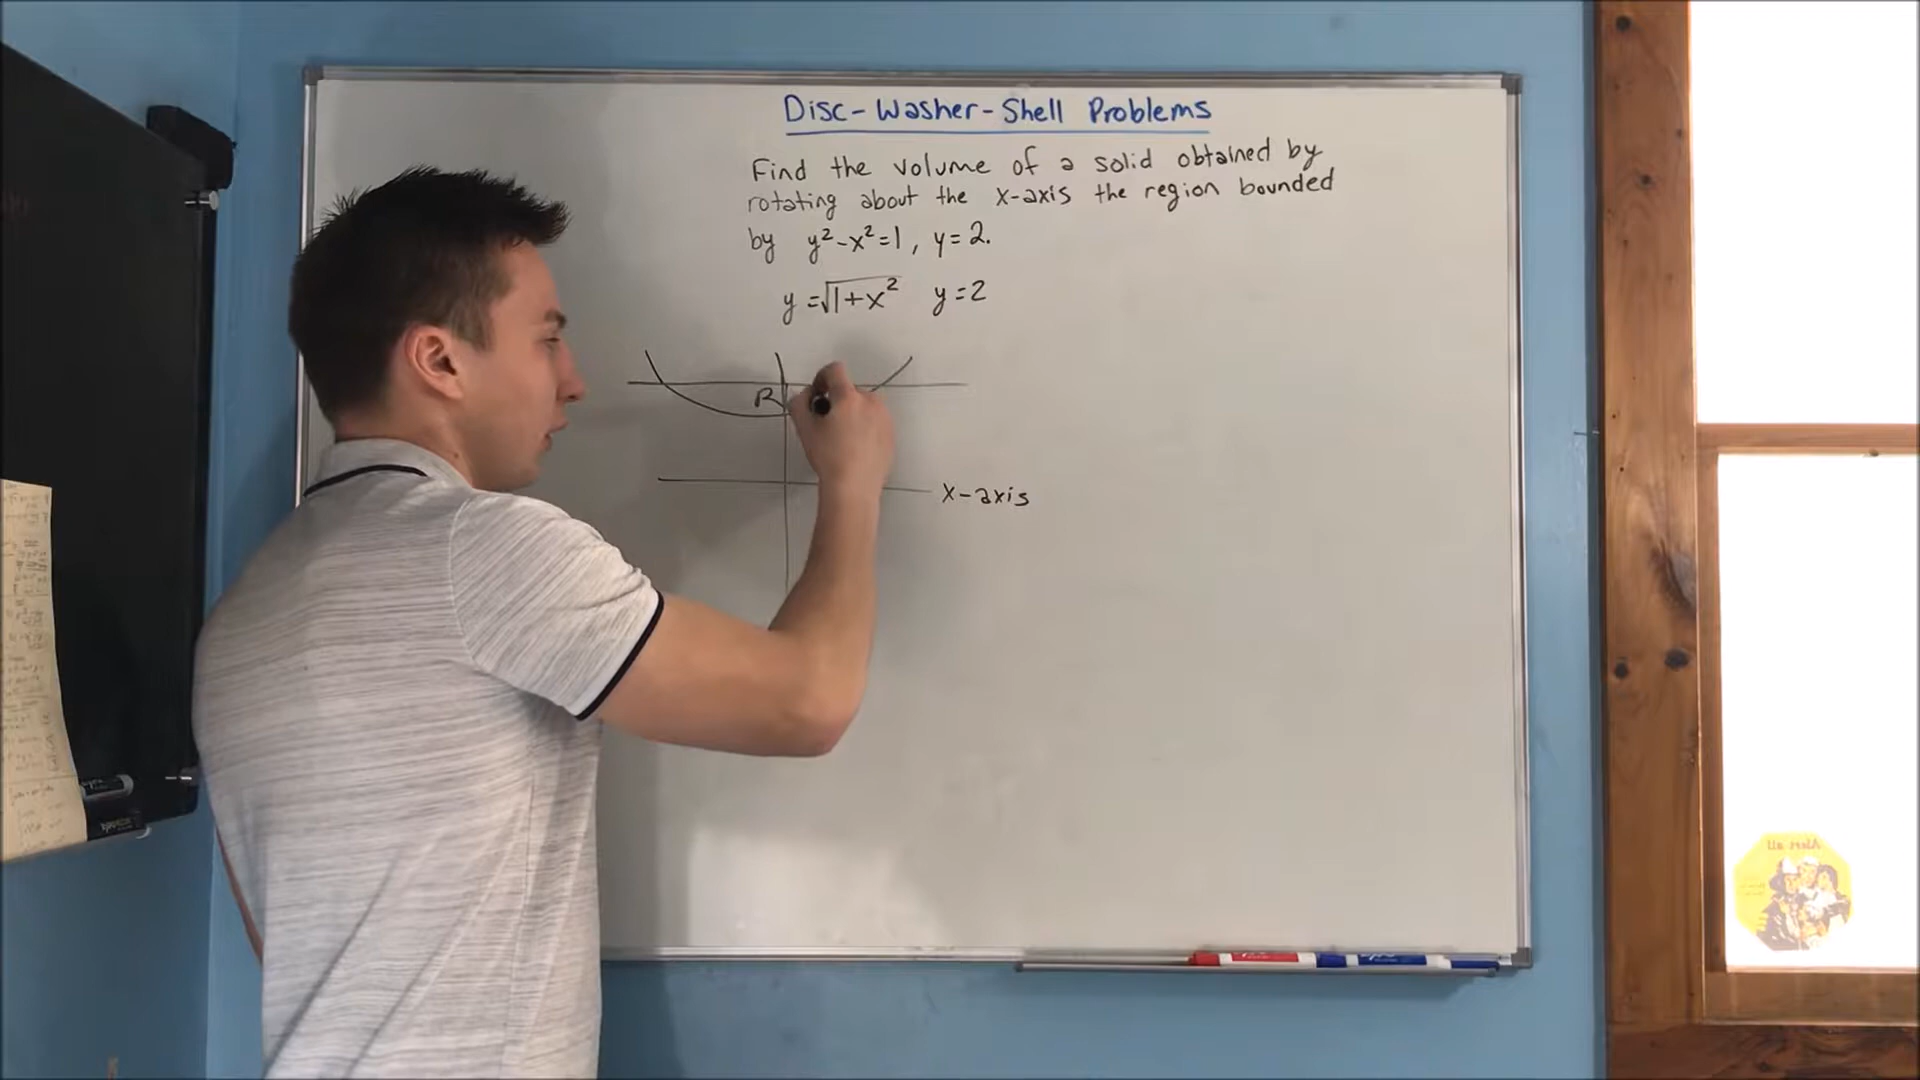 Disc-Washer-Shell Problems
Find the volume of a solid obtained by
rotating about the x-axis the region bounded
by y²-x²=1, y=2.
y=√1+x² y=2
R
x-axis